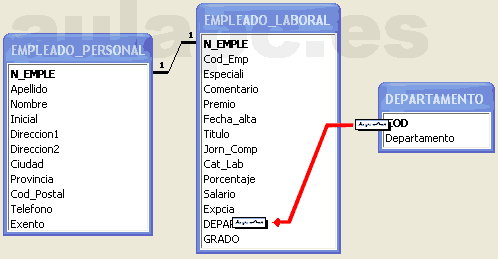 aulaclic.es
EMPLEADO_PERSONAL
N_EMPLE
Apellido
Nombre
Inicial
Direccion1
Direccion2
Ciudad
Provincia
Cod_Postal
Telefono
Exento
1
1
EMPLEADO_LABORAL
N_EMPLE
Cod_Emp
Especiali
Comentario
Premio
Fecha_alta
Titulo
Jorn_Comp
Cat_Lab
Porcentaje
Salario
Expcia
DEPAR
GRADO
DEPARTAMENTO
COD
Departamento